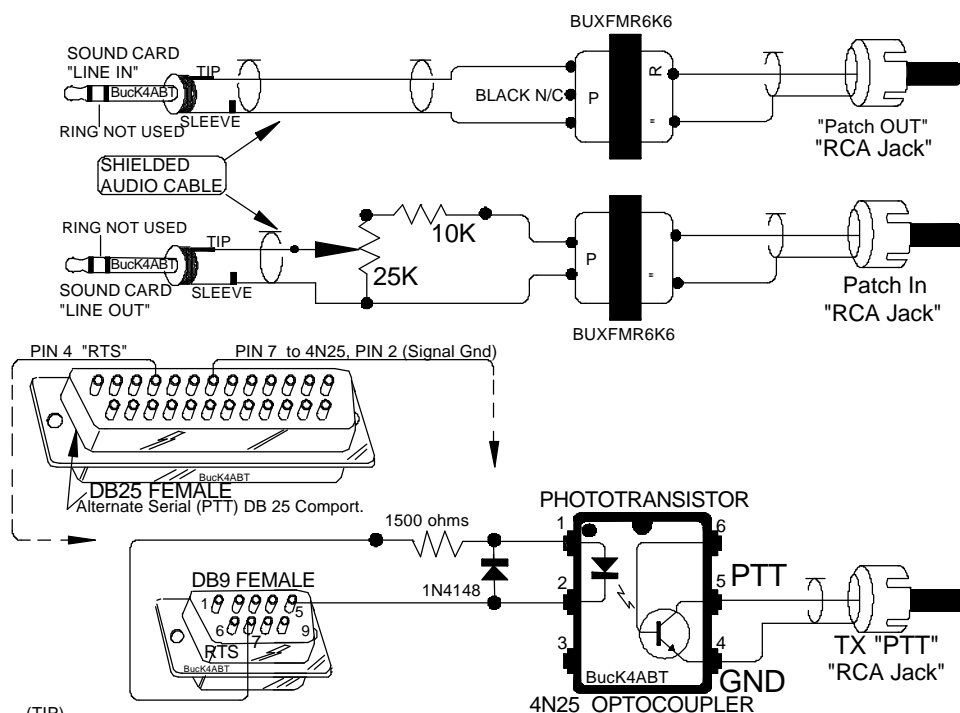 BUXFMR6K6
SOUND CARD
"LINE IN"
TIP
BucK4ABT
RING NOT USED
SLEEVE
BLACK N/C
P
R
"
"Patch OUT"
"RCA Jack"
SHIELDED
AUDIO CABLE
RING NOT USED
TIP
BucK4ABT
SOUND CARD
"LINE OUT"
SLEEVE
10K
25K
P
"
BUXFMR6K6
Patch In
"RCA Jack"
PIN 4 "RTS"
PIN 7 to 4N25, PIN 2 (Signal Gnd)
BucK4ABT
DB25 FEMALE
Alternate Serial (PTT) DB 25 Comport.
PHOTOTRANSISTOR
1500 ohms
1N4148
DB9 FEMALE
1
5
6
7
9
RTS
BucK4ABT
1
2
3
6
5
4
PTT
GND
BucK4ABT
4N25 OPTOCOUPLER
TX "PTT"
"RCA Jack"
(TIP)